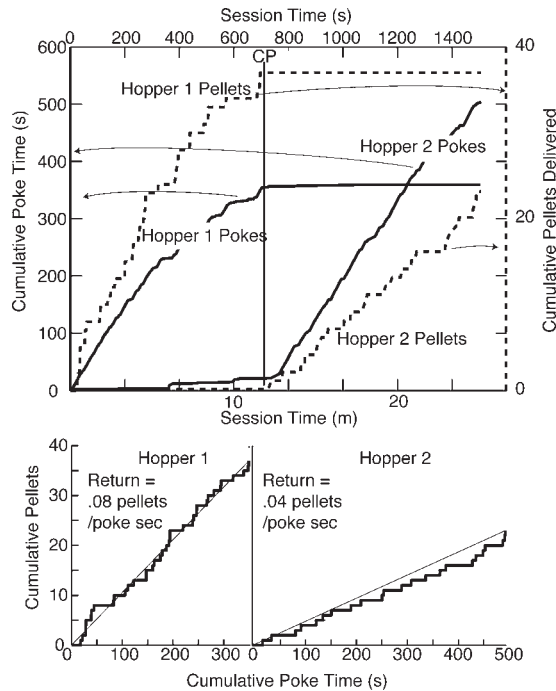 Session Time (s)
0 200 400 600 800 1000 1200 1400
600
500
400
300
200
100
0
Cumulative Poke Time (s)
CP
40
20
0
Cumulative Pellets Delivered
Hopper 1 Pellets
Hopper 2 Pokes
Hopper 1 Pokes
Hopper 2 Pellets
10 20
Session Time (m)
40
30
20
10
0
Cumulative Pellets
Hopper 1
Return =
.08 pellets
/poke sec
Hopper 2
Return =
.04 pellets
/poke sec
0 100 200 300 0 100 200 300 400 500
Cumulative Poke Time (s)